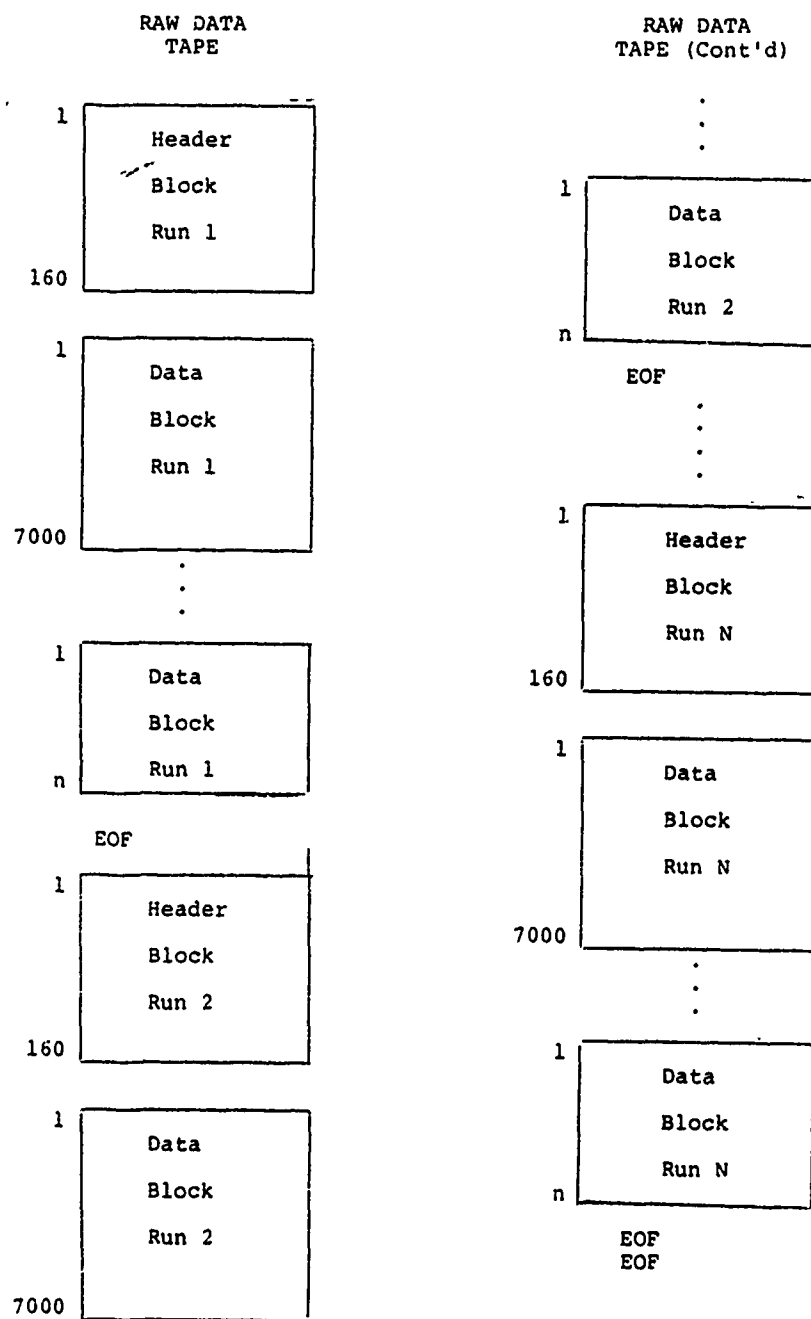 RAW DATA
TAPE
1
Header
Block
Run 1
160
1
Data
Block
Run 1
7000
1
Data
Block
Run 1
n
EOF
1
Header
Block
Run 2
160
1
Data
Block
Run 2
7000
RAW DATA
TAPE (Cont'd)
1
Data
Block
Run 2
n
EOF
1
Header
Block
Run N
160
1
Data
Block
Run N
7000
1
Data
Block
Run N
n
EOF
EOF